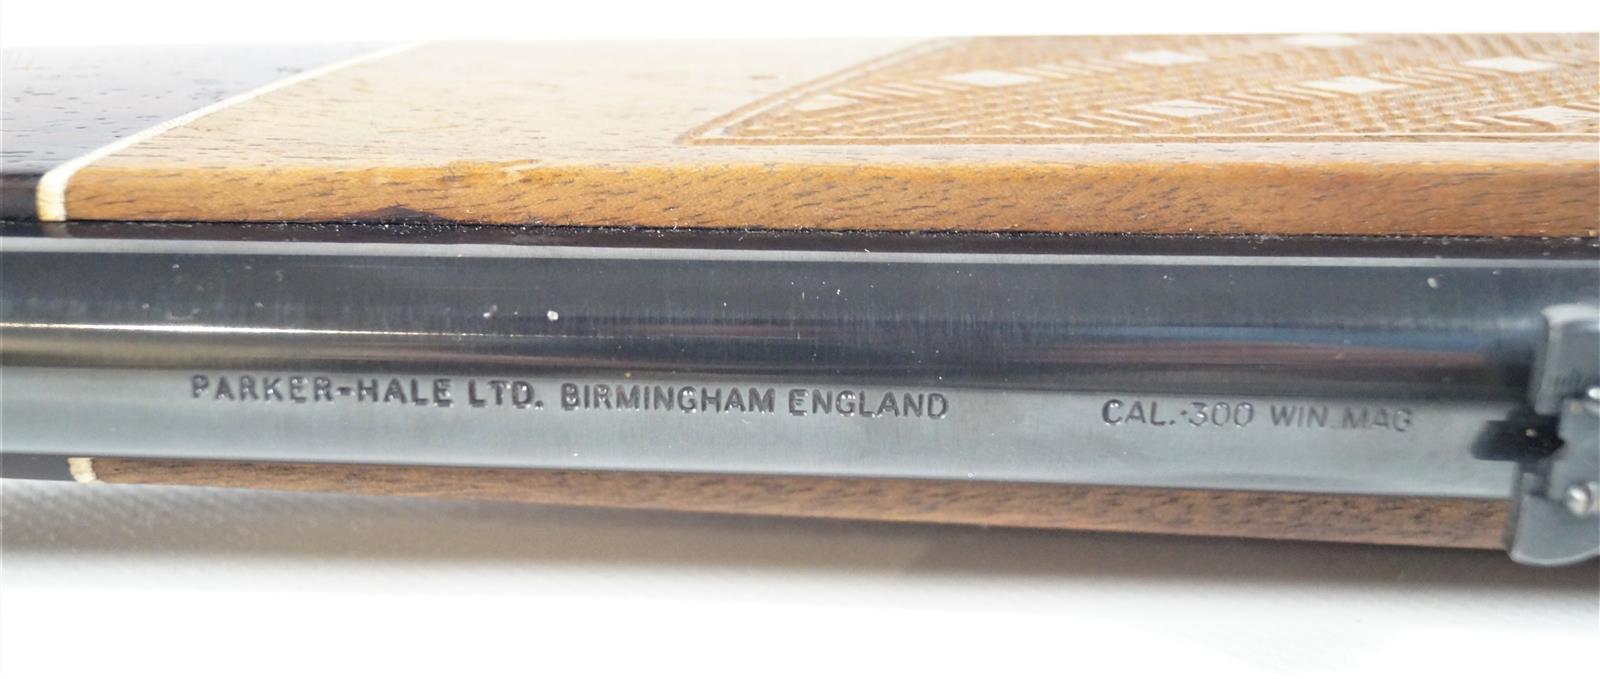 PARKER-HALE LTD. BIRMINGHAM ENGLAND CAL.·300 WIN. MAG